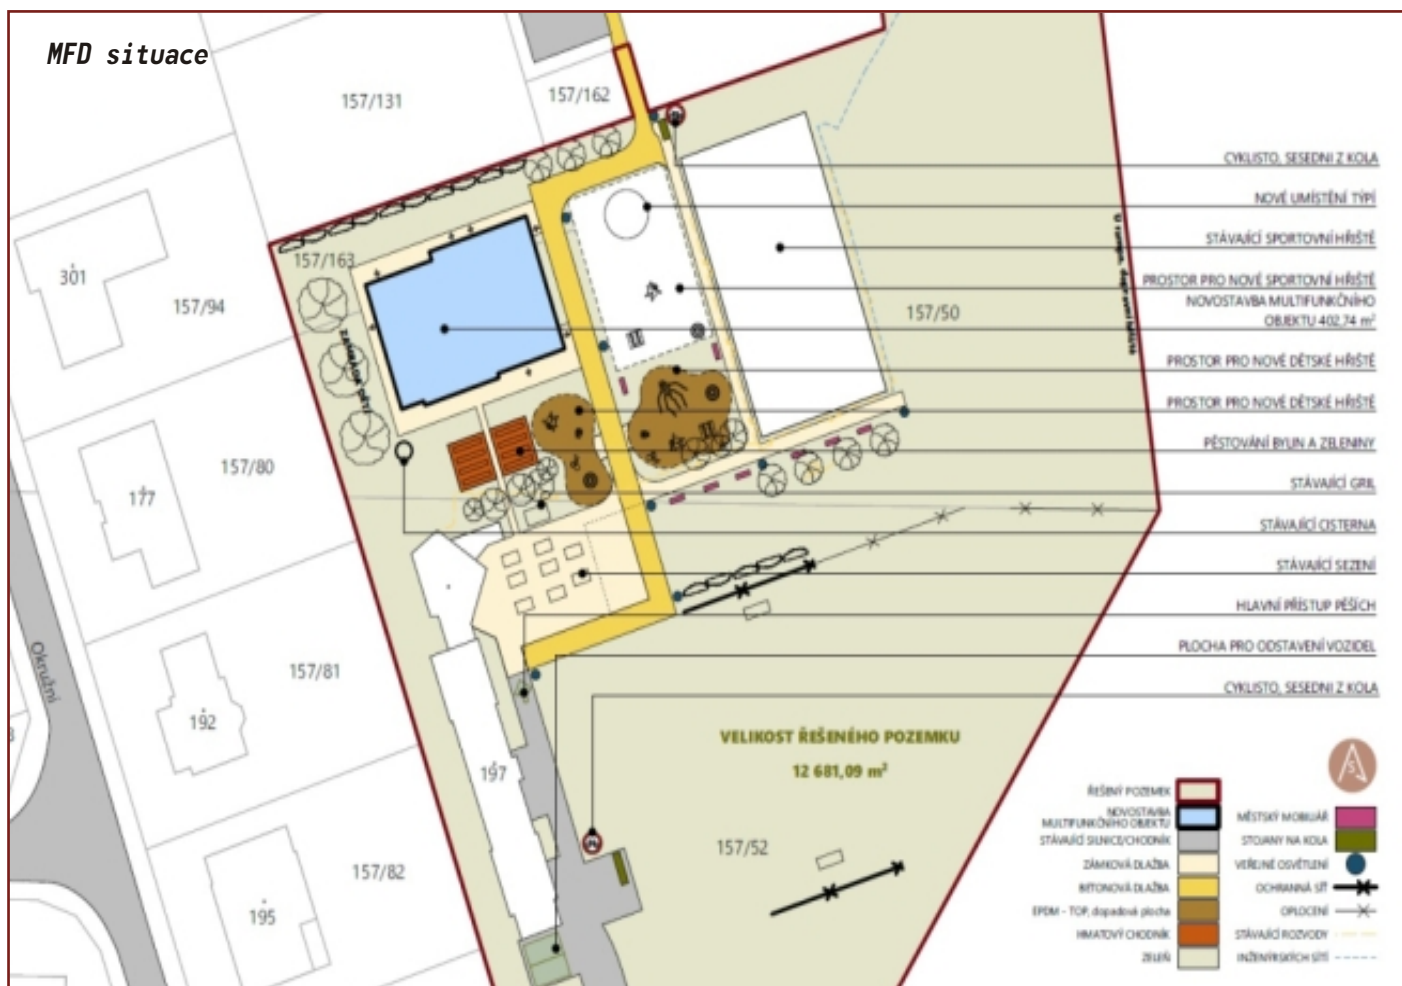 MFD situace
157/131
157/162
CYKLISTO, SESEDNI Z KOLA
NOVÉ UMÍSTĚNÍ TÝPÍ
STÁVAJÍCÍ SPORTOVNÍ HŘIŠTĚ
PROSTOR PRO NOVÉ SPORTOVNÍ HŘIŠTĚ
NOVOSTAVBA MULTIFUNKČNÍHO
OBJEKTU 402,74 m²
PROSTOR PRO NOVÉ DĚTSKÉ HŘIŠTĚ
PROSTOR PRO NOVÉ DĚTSKÉ HŘIŠTĚ
PĚSTOVÁNÍ BYLIN A ZELENINY
STÁVAJÍCÍ GRIL
STÁVAJÍCÍ CISTERNA
STÁVAJÍCÍ SEZENÍ
HLAVNÍ PŘÍSTUP PĚŠÍCH
PLOCHA PRO ODSTAVENÍ VOZIDEL
CYKLISTO, SESEDNI Z KOLA
157/163
301
157/94
157/50
ZAHRADA DĚTÍ
157/80
177
Okružní
157/81
192
197
VELIKOST ŘEŠENÉHO POZEMKU
12 681,09 m²
157/52
157/82
195
S
ŘEŠENÝ POZEMEK
NOVOSTAVBA
MULTIFUNKČNÍHO OBJEKTU
STÁVAJÍCÍ SILNICE/CHODNÍK
ZÁMKOVÁ DLAŽBA
BETONOVÁ DLAŽBA
EPDM - TOP, dopadová plocha
HMATOVÝ CHODNÍK
ZELEŇ
MĚSTSKÝ MOBILIÁŘ
STOJANY NA KOLA
VEŘEJNÉ OSVĚTLENÍ
OCHRANNÁ SÍŤ
OPLOCENÍ
STÁVAJÍCÍ ROZVODY
INŽENÝRSKÝCH SÍTÍ